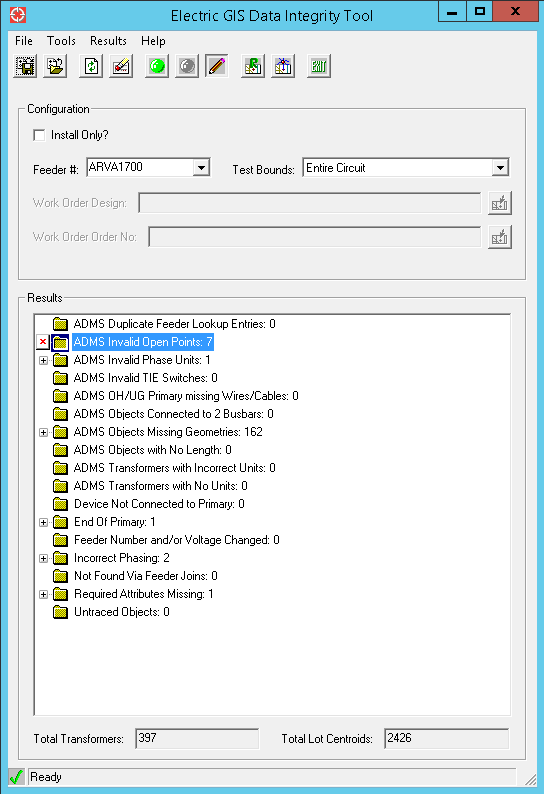 Electric GIS Data Integrity Tool
File Tools Results Help
EXIT
Configuration
Install Only?
Feeder #: ARVA1700 Test Bounds: Entire Circuit
Work Order Design:
Work Order Order No:
Results
ADMS Duplicate Feeder Lookup Entries: 0
ADMS Invalid Open Points: 7
ADMS Invalid Phase Units: 1
ADMS Invalid TIE Switches: 0
ADMS OH/UG Primary missing Wires/Cables: 0
ADMS Objects Connected to 2 Busbars: 0
ADMS Objects Missing Geometries: 162
ADMS Objects with No Length: 0
ADMS Transformers with Incorrect Units: 0
ADMS Transformers with No Units: 0
Device Not Connected to Primary: 0
End Of Primary: 1
Feeder Number and/or Voltage Changed: 0
Incorrect Phasing: 2
Not Found Via Feeder Joins: 0
Required Attributes Missing: 1
Untraced Objects: 0
Total Transformers: 397 Total Lot Centroids: 2426
Ready